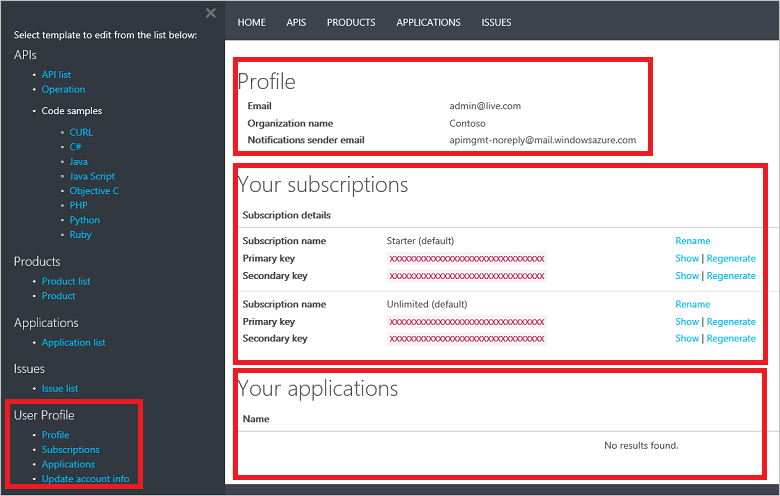 Select template to edit from the list below:
APIs
API list
Operation
Code samples
CURL
C#
Java
Java Script
Objective C
PHP
Python
Ruby
Products
Product list
Product
Applications
Application list
Issues
Issue list
User Profile
Profile
Subscriptions
Applications
Update account info
HOME APIS PRODUCTS APPLICATIONS ISSUES
Profile
Email admin@live.com
Organization name Contoso
Notifications sender email apimgmt-noreply@mail.windowsazure.com
Your subscriptions
Subscription details
Subscription name Starter (default) Rename
Primary key XXXXXXXXXXXXXXXXXXXXXXXXXXXXXXXX Show | Regenerate
Secondary key XXXXXXXXXXXXXXXXXXXXXXXXXXXXXXXX Show | Regenerate
Subscription name Unlimited (default) Rename
Primary key XXXXXXXXXXXXXXXXXXXXXXXXXXXXXXXX Show | Regenerate
Secondary key XXXXXXXXXXXXXXXXXXXXXXXXXXXXXXXX Show | Regenerate
Your applications
Name
No results found.